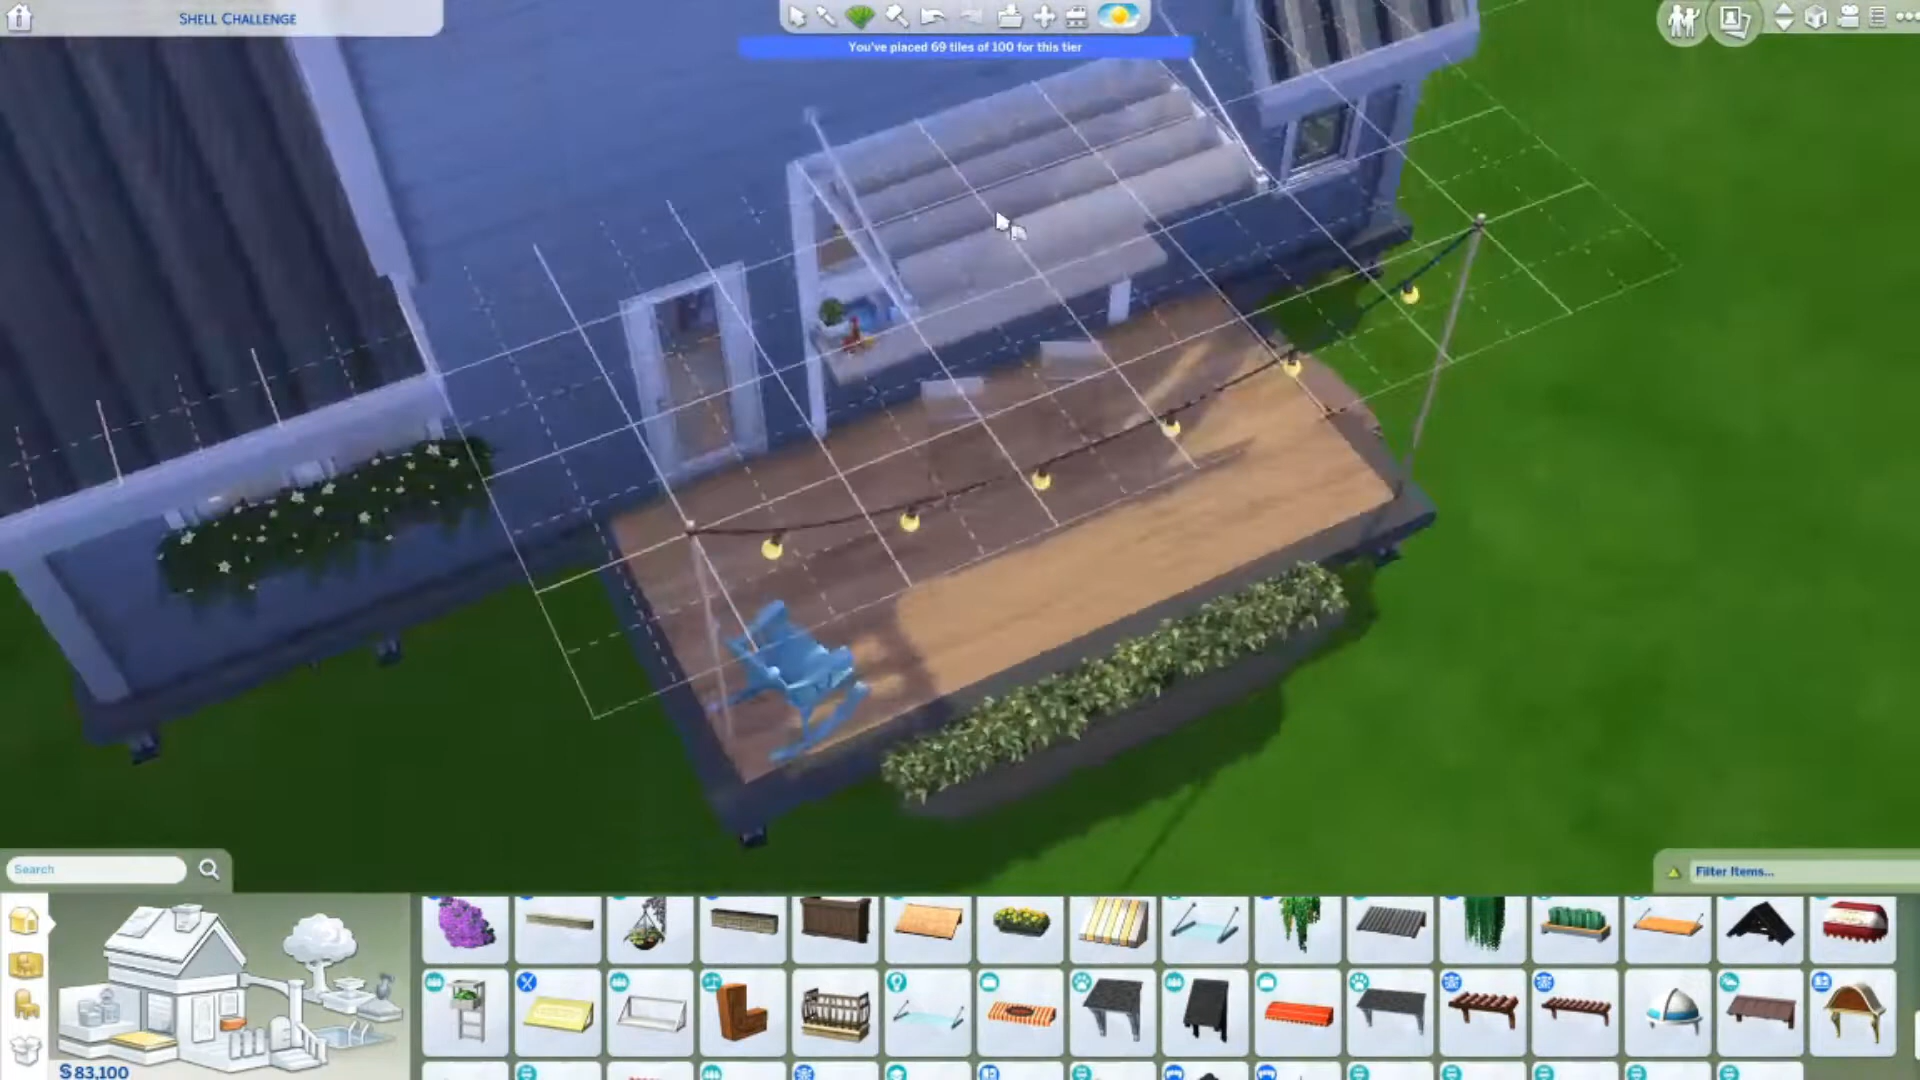 SHELL CHALLENGE
You've placed 69 tiles of 100 for this tier
Search
Filter Items...
§83,100